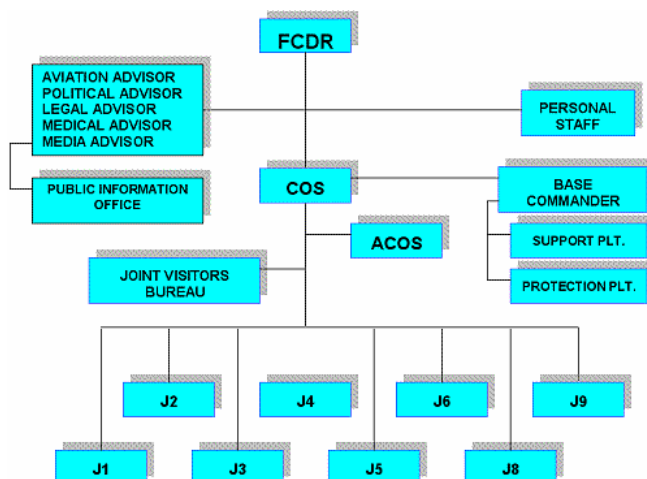 FCDR
AVIATION ADVISOR
POLITICAL ADVISOR
LEGAL ADVISOR
MEDICAL ADVISOR
MEDIA ADVISOR
PERSONAL
STAFF
PUBLIC INFORMATION
OFFICE
COS
BASE
COMMANDER
ACOS
SUPPORT PLT.
JOINT VISITORS
BUREAU
PROTECTION PLT.
J2
J4
J6
J9
J1
J3
J5
J8